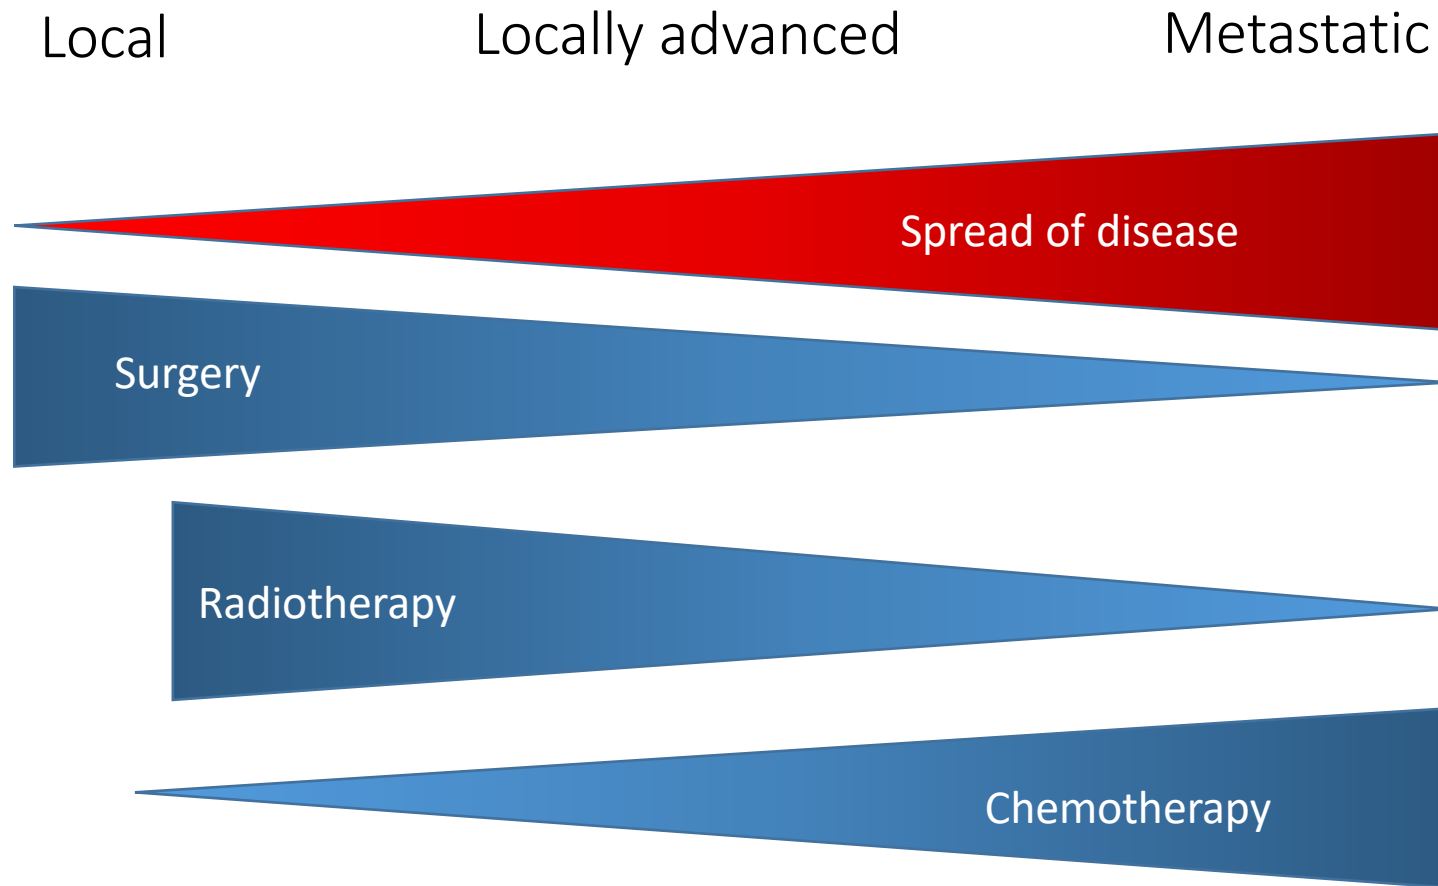 Local
Locally advanced
Metastatic
Spread of disease
Surgery
Radiotherapy
Chemotherapy